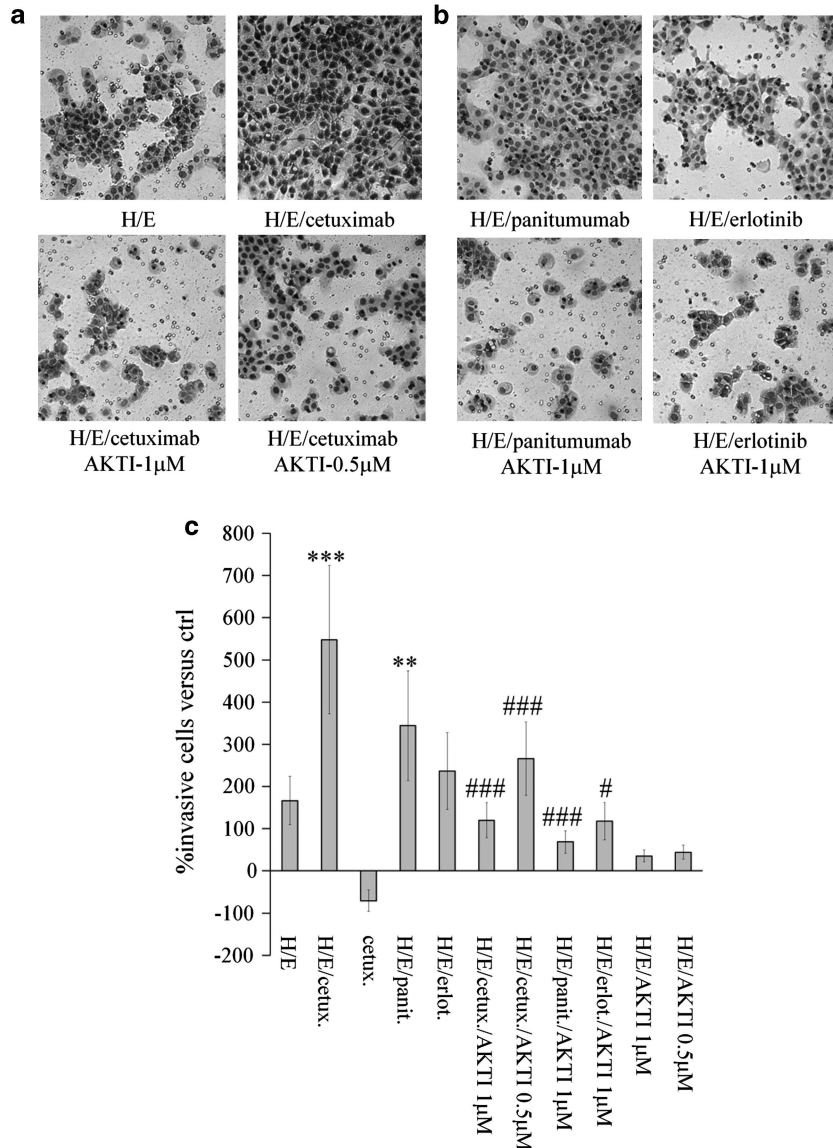 a
b
H/E
H/E/cetuximab
H/E/panitumumab
H/E/erlotinib
H/E/cetuximab
AKTI-1μM
H/E/cetuximab
AKTI-0.5μM
H/E/panitumumab
AKTI-1μM
H/E/erlotinib
AKTI-1μM
c
%invasive cells versus ctrl
800
700
600
500
400
300
200
100
0
-100
-200
***
**
###
###
###
#
H/E
H/E/cetux.
cetux.
H/E/panit.
H/E/erlot.
H/E/cetux./AKTI 1μM
H/E/cetux./AKTI 0.5μM
H/E/panit./AKTI 1μM
H/E/erlot./AKTI 1μM
H/E/AKTI 1μM
H/E/AKTI 0.5μM